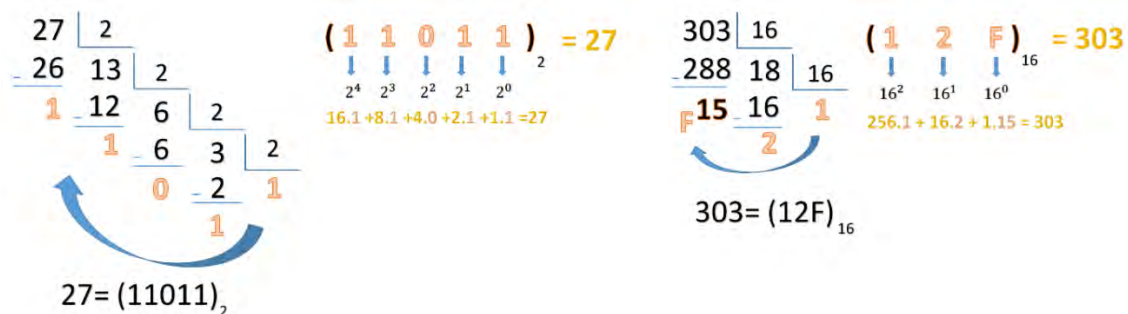 27 2
- 26 13 2
1 - 12 6 2
1 - 6 3 2
0 - 2 1
1
27= (11011)₂
( 1 1 0 1 1 )₂ = 27
2⁴ 2³ 2² 2¹ 2⁰
16.1 +8.1 +4.0 +2.1 +1.1 =27
303 16
- 288 18 16
F 15 - 16 1
2
303= (12F)₁₆
( 1 2 F )₁₆ = 303
16² 16¹ 16⁰
256.1 + 16.2 + 1.15 = 303